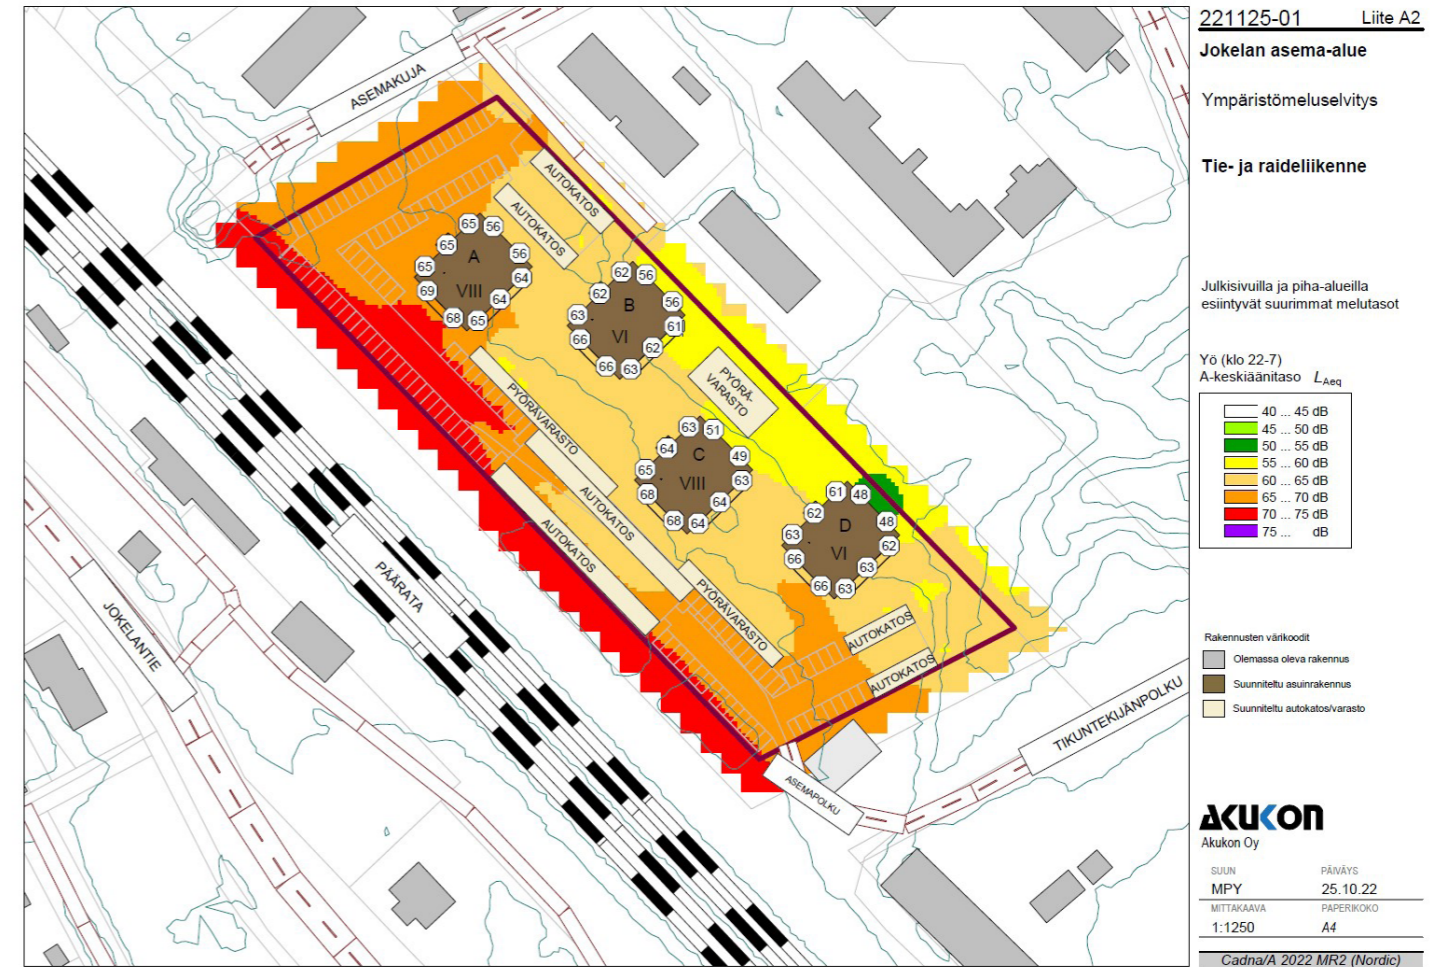 221125-01 Liite A2
Jokelan asema-alue
Ympäristömeluselvitys
Tie- ja raideliikenne
Julkisivuilla ja piha-alueilla
esiintyvät suurimmat melutasot
Yö (klo 22-7)
A-keskiäänitaso LAeq
40 ... 45 dB
45 ... 50 dB
50 ... 55 dB
55 ... 60 dB
60 ... 65 dB
65 ... 70 dB
70 ... 75 dB
75 ... dB
Rakennusten värikoodit
Olemassa oleva rakennus
Suunniteltu asuinrakennus
Suunniteltu autokatos/varasto
AKUKON
Akukon Oy
SUUN PÄIVÄYS
MPY 25.10.22
MITTAKAAVA PAPERIKOKO
1:1250 A4
Cadna/A 2022 MR2 (Nordic)
ASEMAKUJA
AUTOKATOS
AUTOKATOS
65 56
65 A 56
65 64
69 VIII 64
68 65
62 56
62 B 56
63 61
66 VI 62
66 63
PYÖRÄ-
VARASTO
PYÖRÄVARASTO
AUTOKATOS
AUTOKATOS
PYÖRÄVARASTO
63 51
64 C 49
65 63
68 VIII 64
68 64
61 48
62 D 48
63 62
66 VI 63
66 63
AUTOKATOS
AUTOKATOS
PÄÄRATA
JOKELANTIE
ASEMAPOLKU
TIKUNTEKIJÄNPOLKU